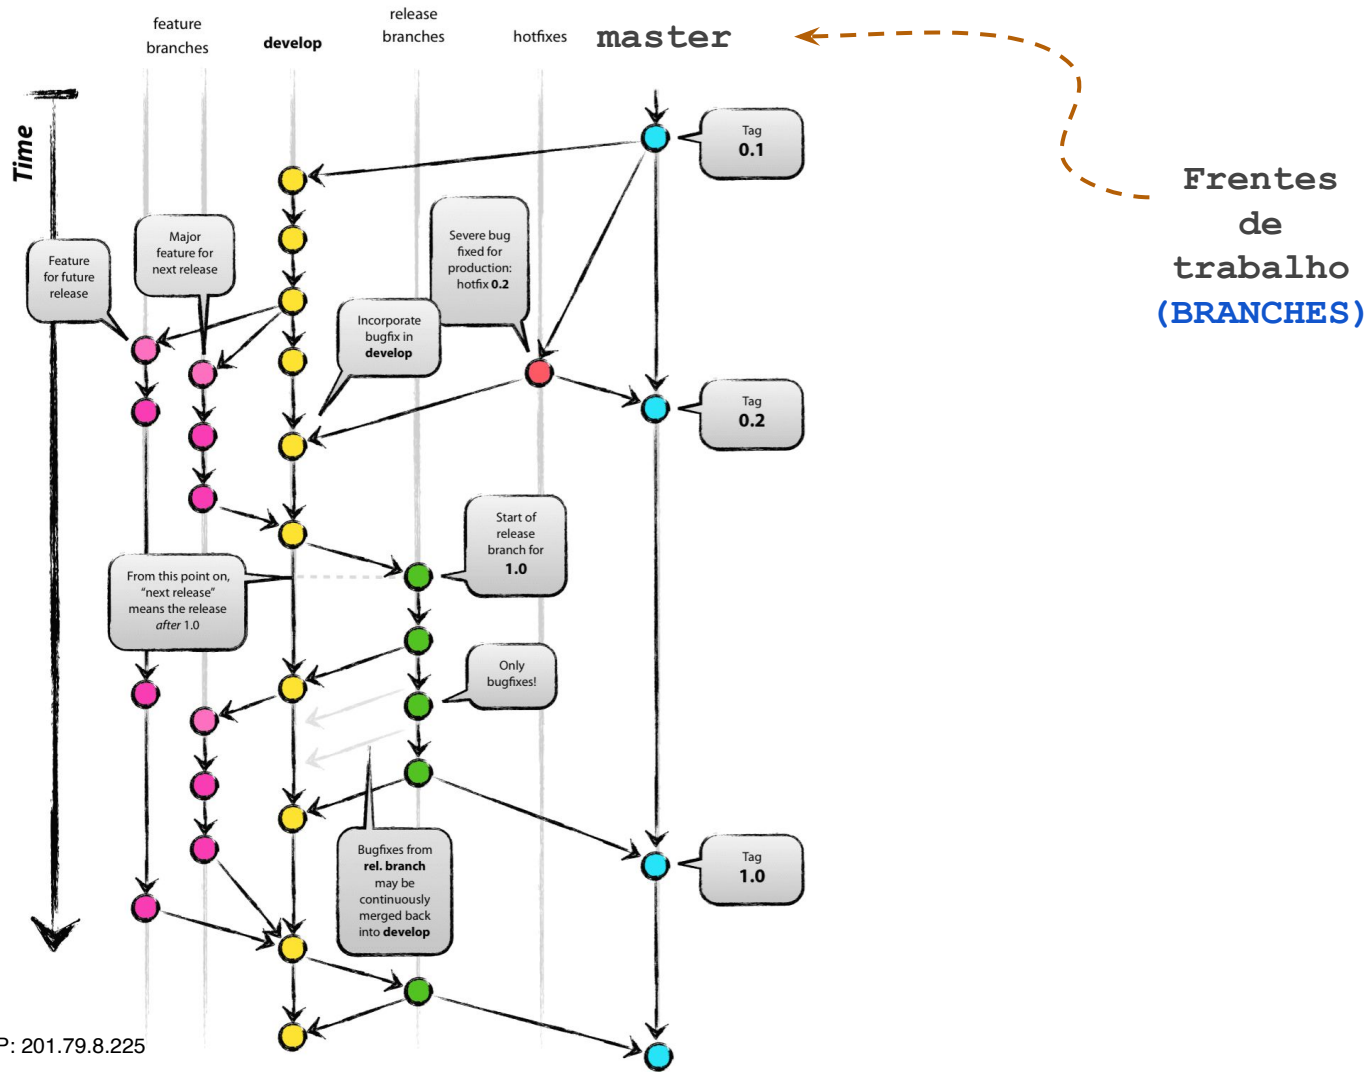 feature
branches
develop
release
branches
hotfixes
master
Time
Tag
0.1
Frentes
de
trabalho
(BRANCHES)
Major
feature for
next release
Severe bug
fixed for
production:
hotfix 0.2
Feature
for future
release
Incorporate
bugfix in
develop
Tag
0.2
Start of
release
branch for
1.0
From this point on,
“next release”
means the release
after 1.0
Only
bugfixes!
Bugfixes from
rel. branch
may be
continuously
merged back
into develop
Tag
1.0
P: 201.79.8.225